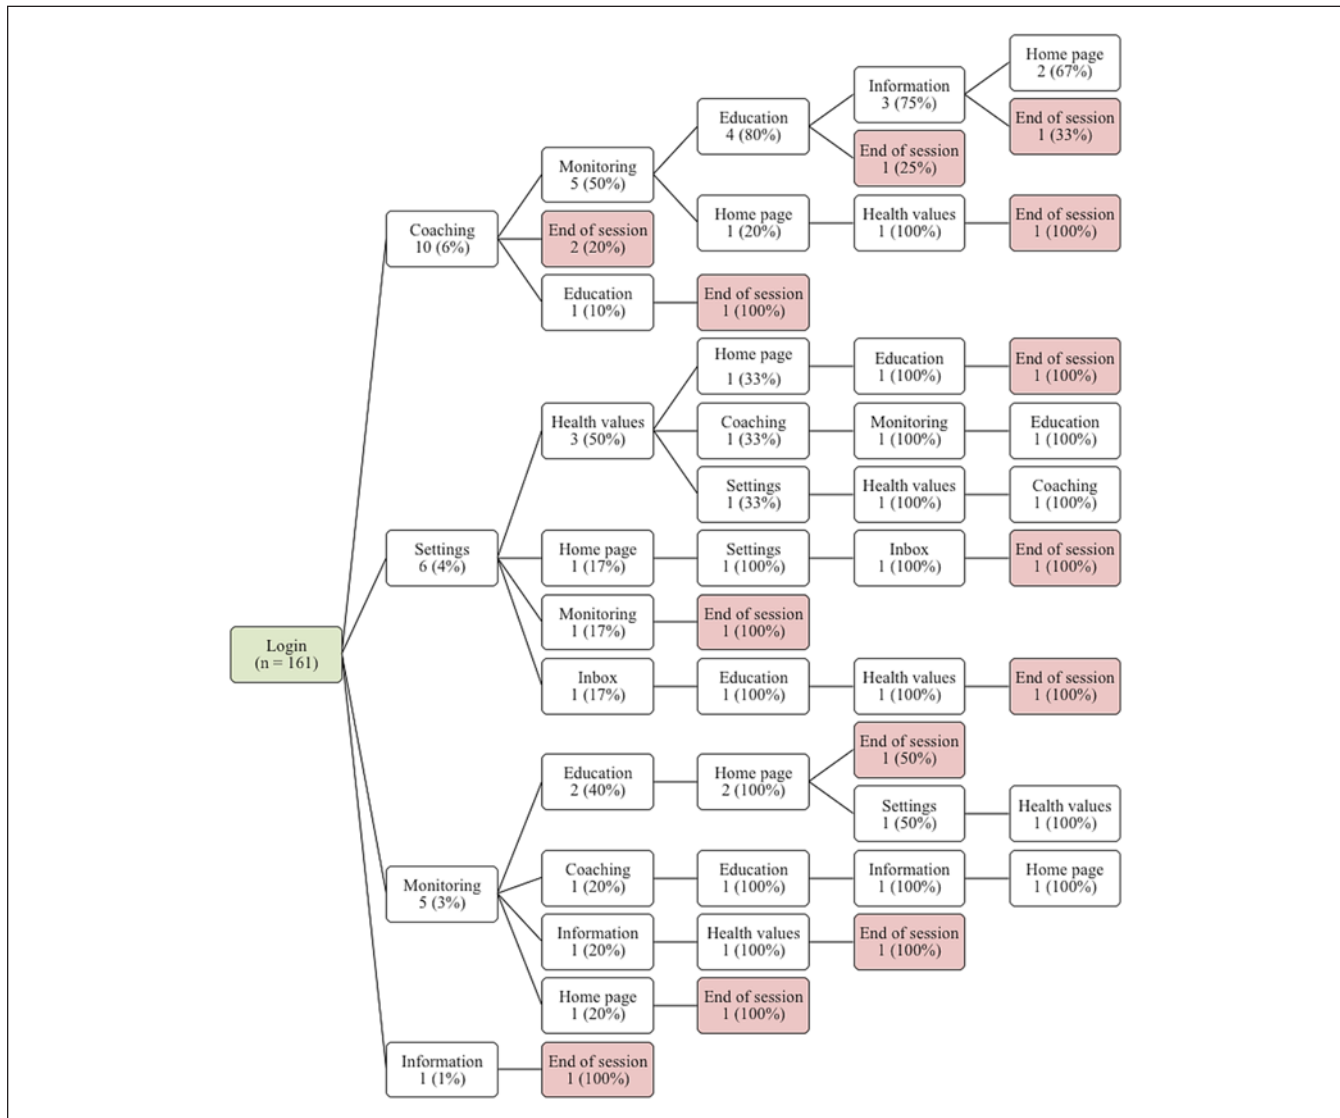 Login
(n = 161)
Coaching
10 (6%)
Monitoring
5 (50%)
Education
4 (80%)
Information
3 (75%)
Home page
2 (67%)
End of session
1 (33%)
End of session
1 (25%)
Home page
1 (20%)
Health values
1 (100%)
End of session
1 (100%)
End of session
2 (20%)
Education
1 (10%)
End of session
1 (100%)
Settings
6 (4%)
Health values
3 (50%)
Home page
1 (33%)
Education
1 (100%)
End of session
1 (100%)
Coaching
1 (33%)
Monitoring
1 (100%)
Education
1 (100%)
Settings
1 (33%)
Health values
1 (100%)
Coaching
1 (100%)
Home page
1 (17%)
Settings
1 (100%)
Inbox
1 (100%)
End of session
1 (100%)
Monitoring
1 (17%)
End of session
1 (100%)
Inbox
1 (17%)
Education
1 (100%)
Health values
1 (100%)
End of session
1 (100%)
Monitoring
5 (3%)
Education
2 (40%)
Home page
2 (100%)
End of session
1 (50%)
Settings
1 (50%)
Health values
1 (100%)
Coaching
1 (20%)
Education
1 (100%)
Information
1 (100%)
Home page
1 (100%)
Information
1 (20%)
Health values
1 (100%)
End of session
1 (100%)
Home page
1 (20%)
End of session
1 (100%)
Information
1 (1%)
End of session
1 (100%)